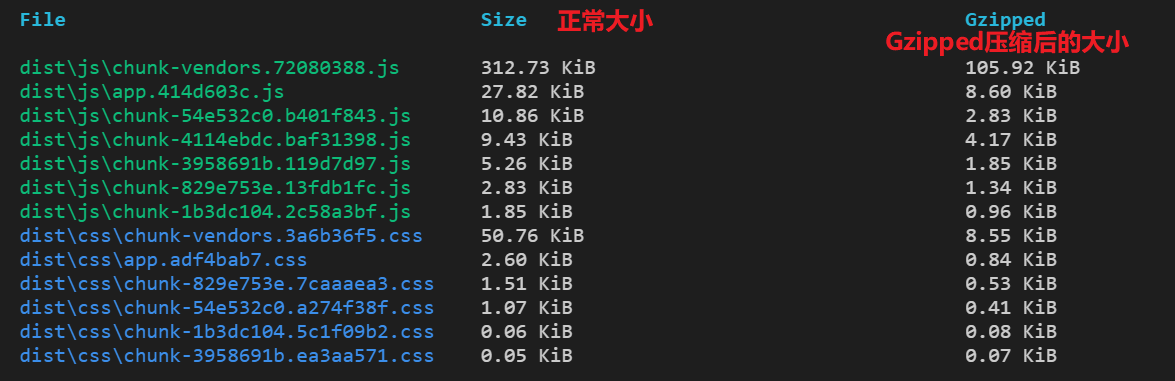 File Size 正常大小 Gzipped
Gzipped压缩后的大小
dist\js\chunk-vendors.72080388.js 312.73 KiB 105.92 KiB
dist\js\app.414d603c.js 27.82 KiB 8.60 KiB
dist\js\chunk-54e532c0.b401f843.js 10.86 KiB 2.83 KiB
dist\js\chunk-4114ebdc.baf31398.js 9.43 KiB 4.17 KiB
dist\js\chunk-3958691b.119d7d97.js 5.26 KiB 1.85 KiB
dist\js\chunk-829e753e.13fdb1fc.js 2.83 KiB 1.34 KiB
dist\js\chunk-1b3dc104.2c58a3bf.js 1.85 KiB 0.96 KiB
dist\css\chunk-vendors.3a6b36f5.css 50.76 KiB 8.55 KiB
dist\css\app.adf4bab7.css 2.60 KiB 0.84 KiB
dist\css\chunk-829e753e.7caaaea3.css 1.51 KiB 0.53 KiB
dist\css\chunk-54e532c0.a274f38f.css 1.07 KiB 0.41 KiB
dist\css\chunk-1b3dc104.5c1f09b2.css 0.06 KiB 0.08 KiB
dist\css\chunk-3958691b.ea3aa571.css 0.05 KiB 0.07 KiB